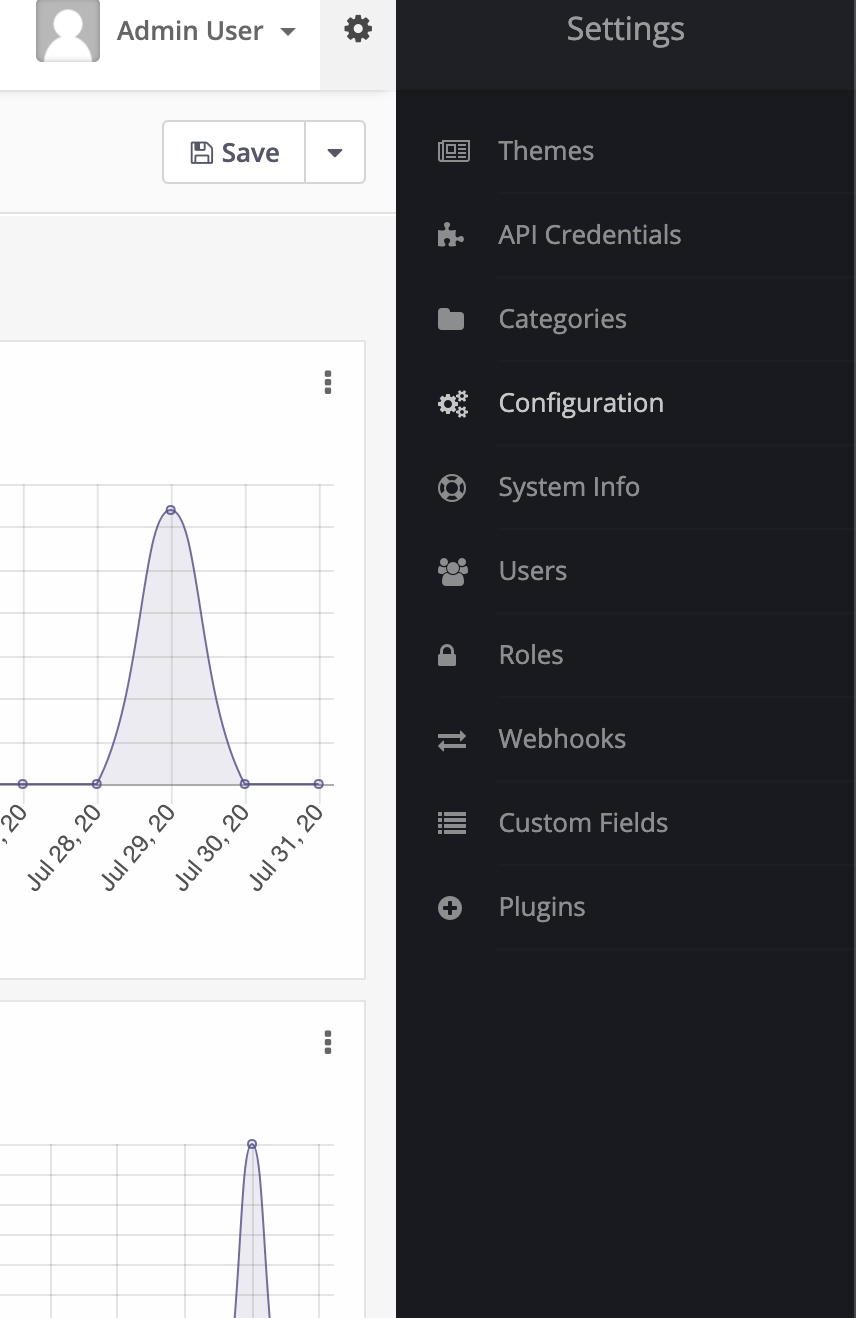 Admin User
Settings
Save
Themes
API Credentials
Categories
Configuration
System Info
Users
Roles
Webhooks
Custom Fields
Plugins
, 20
Jul 28, 20
Jul 29, 20
Jul 30, 20
Jul 31, 20